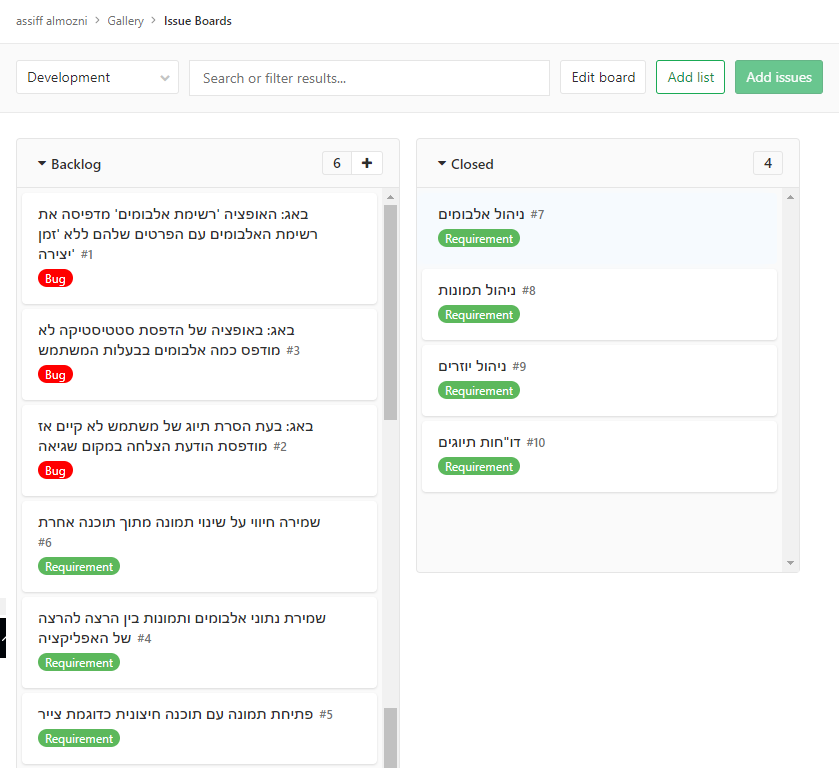 assiff almozni > Gallery > Issue Boards
Development
Search or filter results...
Edit board
Add list
Add issues
Backlog
6
באג: האופציה 'רשימת אלבומים' מדפיסה את
רשימת האלבומים עם הפרטים שלהם ללא 'זמן
יצירה' #1
Bug
באג: באופציה של הדפסת סטטיסטיקה לא
מודפס כמה אלבומים בבעלות המשתמש #3
Bug
באג: בעת הסרת תיוג של משתמש לא קיים אז
מודפסת הודעת הצלחה במקום שגיאה #2
Bug
שמירה חיווי על שינוי תמונה מתוך תוכנה אחרת
#6
Requirement
שמירת נתוני אלבומים ותמונות בין הרצה להרצה
של האפליקציה #4
Requirement
פתיחת תמונה עם תוכנה חיצונית כדוגמת צייר #5
Requirement
Closed
4
ניהול אלבומים #7
Requirement
ניהול תמונות #8
Requirement
ניהול יוזרים #9
Requirement
דו"חות תיוגים #10
Requirement